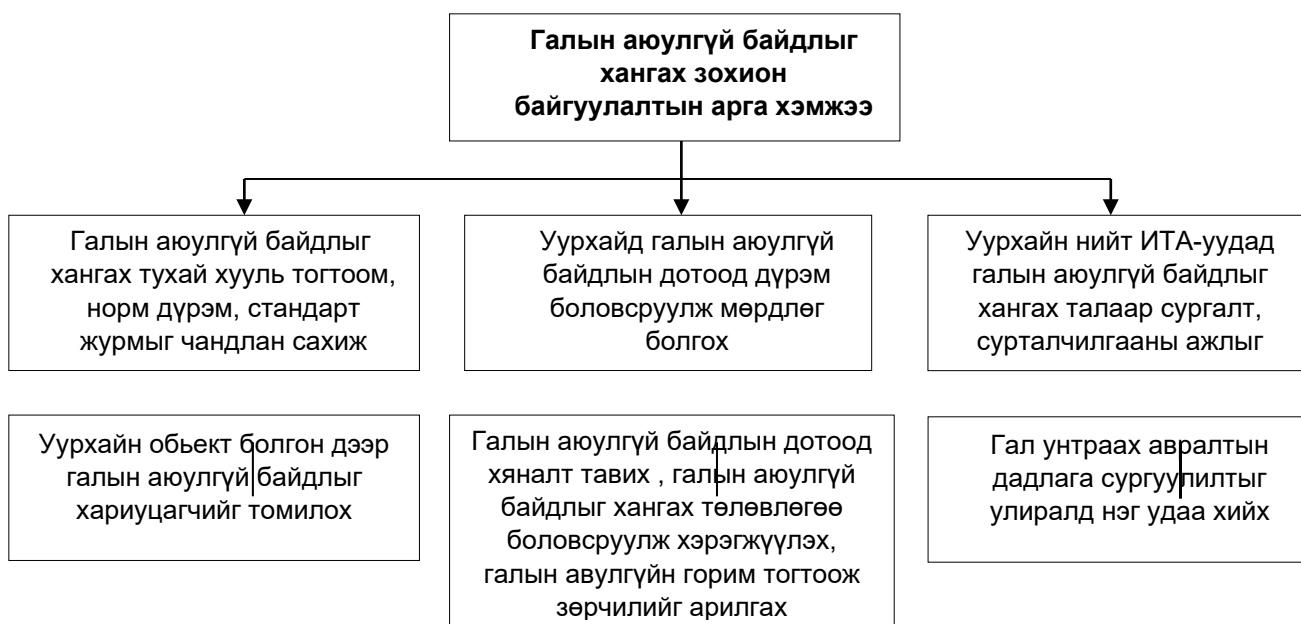 Галын аюулгүй байдлыг
хангах зохион
байгуулалтын арга хэмжээ
Галын аюулгүй байдлыг
хангах тухай хууль тогтоом,
норм дүрэм, стандарт
журмыг чандлан сахиж
Уурхайд галын аюулгүй
байдлын дотоод дүрэм
боловсруулж мөрдлөг
болгох
Уурхайн нийт ИТА-уудад
галын аюулгүй байдлыг
хангах талаар сургалт,
сурталчилгааны ажлыг
Уурхайн обьект болгон дээр
галын аюулгүй байдлыг
хариуцагчийг томилох
Галын аюулгүй байдлын дотоод
хяналт тавих , галын аюулгүй
байдлыг хангах төлөвлөгөө
боловсруулж хэрэгжүүлэх,
галын авулгүйн горим тогтоож
зөрчилийг арилгах
Гал унтраах авралтын
дадлага сургуулилтыг
улиралд нэг удаа хийх